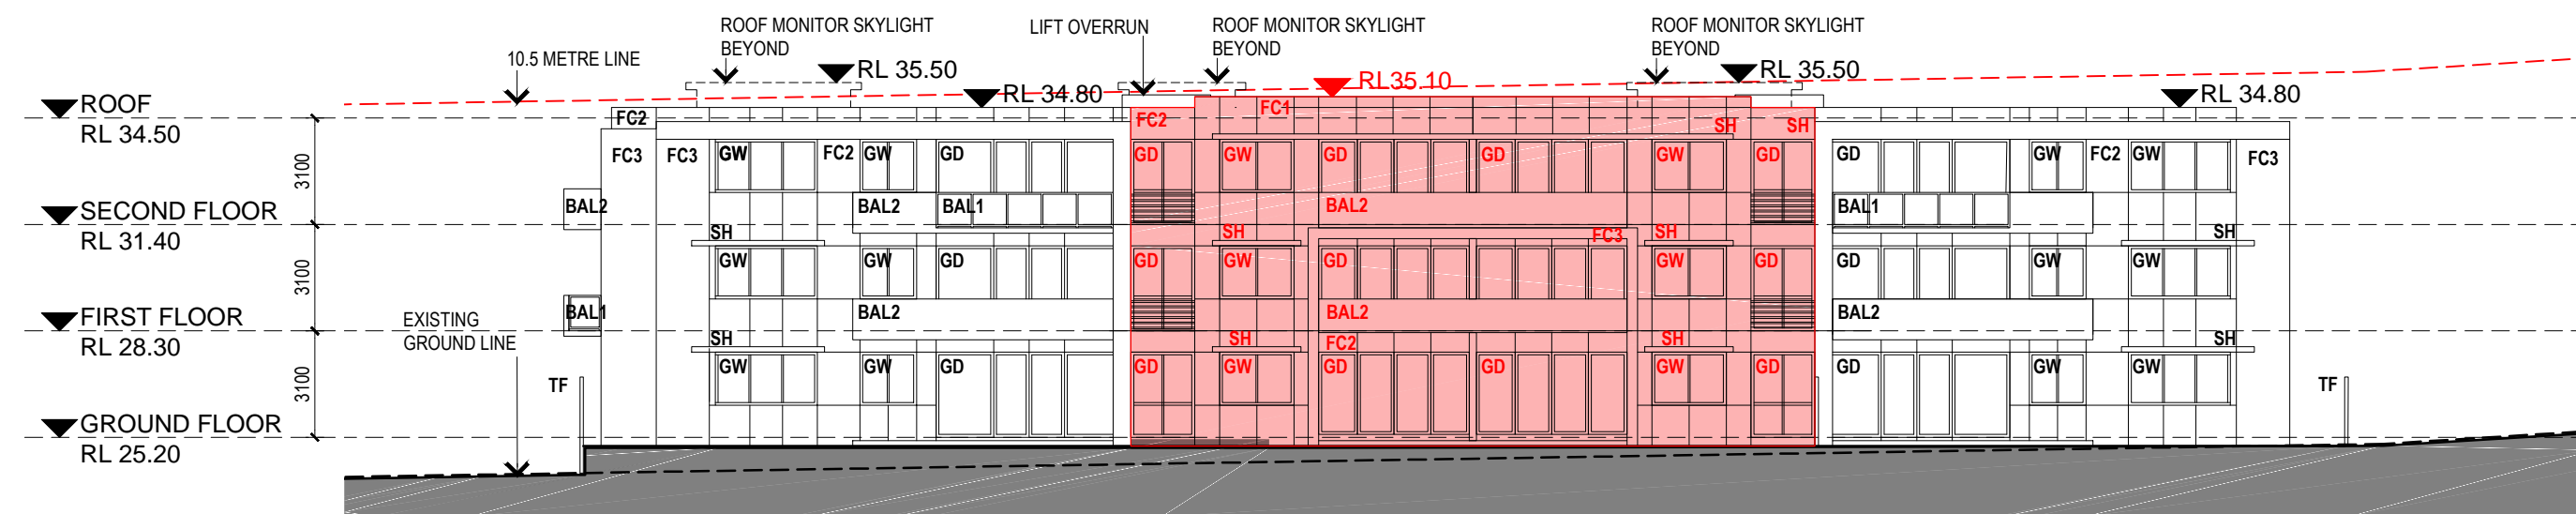 ROOF MONITOR SKYLIGHT
BEYOND
LIFT OVERRUN
ROOF MONITOR SKYLIGHT
BEYOND
ROOF MONITOR SKYLIGHT
BEYOND
10.5 METRE LINE
RL 35.50
RL 34.80
RL35.10
RL 35.50
RL 34.80
ROOF
RL 34.50
FC2
FC2
FC1
SH
SH
3100
FC3
FC3
GW
FC2
GW
GD
GD
GW
GD
GD
GW
GD
GD
GW
FC2
GW
FC3
SECOND FLOOR
RL 31.40
BAL2
BAL2
BAL1
BAL2
BAL1
SH
SH
FC3
SH
SH
3100
GW
GW
GD
GD
GW
GD
GW
GD
GD
GW
GW
FIRST FLOOR
RL 28.30
EXISTING
GROUND LINE
BAL1
BAL2
BAL2
BAL2
SH
SH
FC2
SH
SH
3100
GW
GW
GD
GD
GW
GD
GD
GW
GD
GD
GW
GW
TF
TF
GROUND FLOOR
RL 25.20